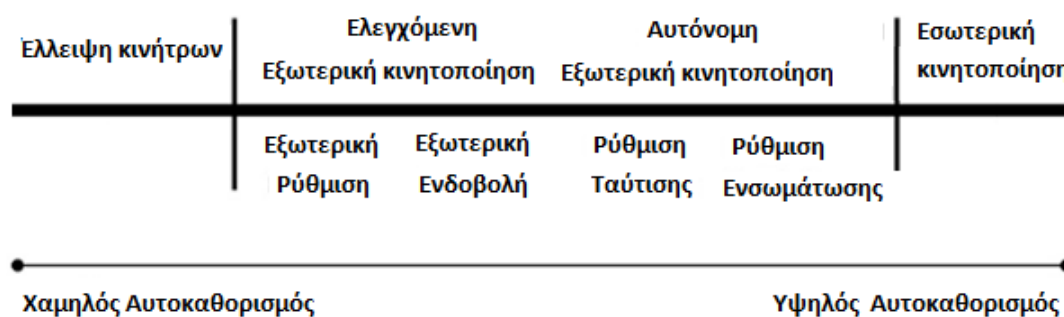 Έλλειψη κινήτρων
Ελεγχόμενη
Εξωτερική κινητοποίηση
Αυτόνομη
Εξωτερική κινητοποίηση
Εσωτερική
κινητοποίηση
Εξωτερική
Ρύθμιση
Εξωτερική
Ενδοβολή
Ρύθμιση
Ταύτισης
Ρύθμιση
Ενσωμάτωσης
Χαμηλός Αυτοκαθορισμός
Υψηλός Αυτοκαθορισμός